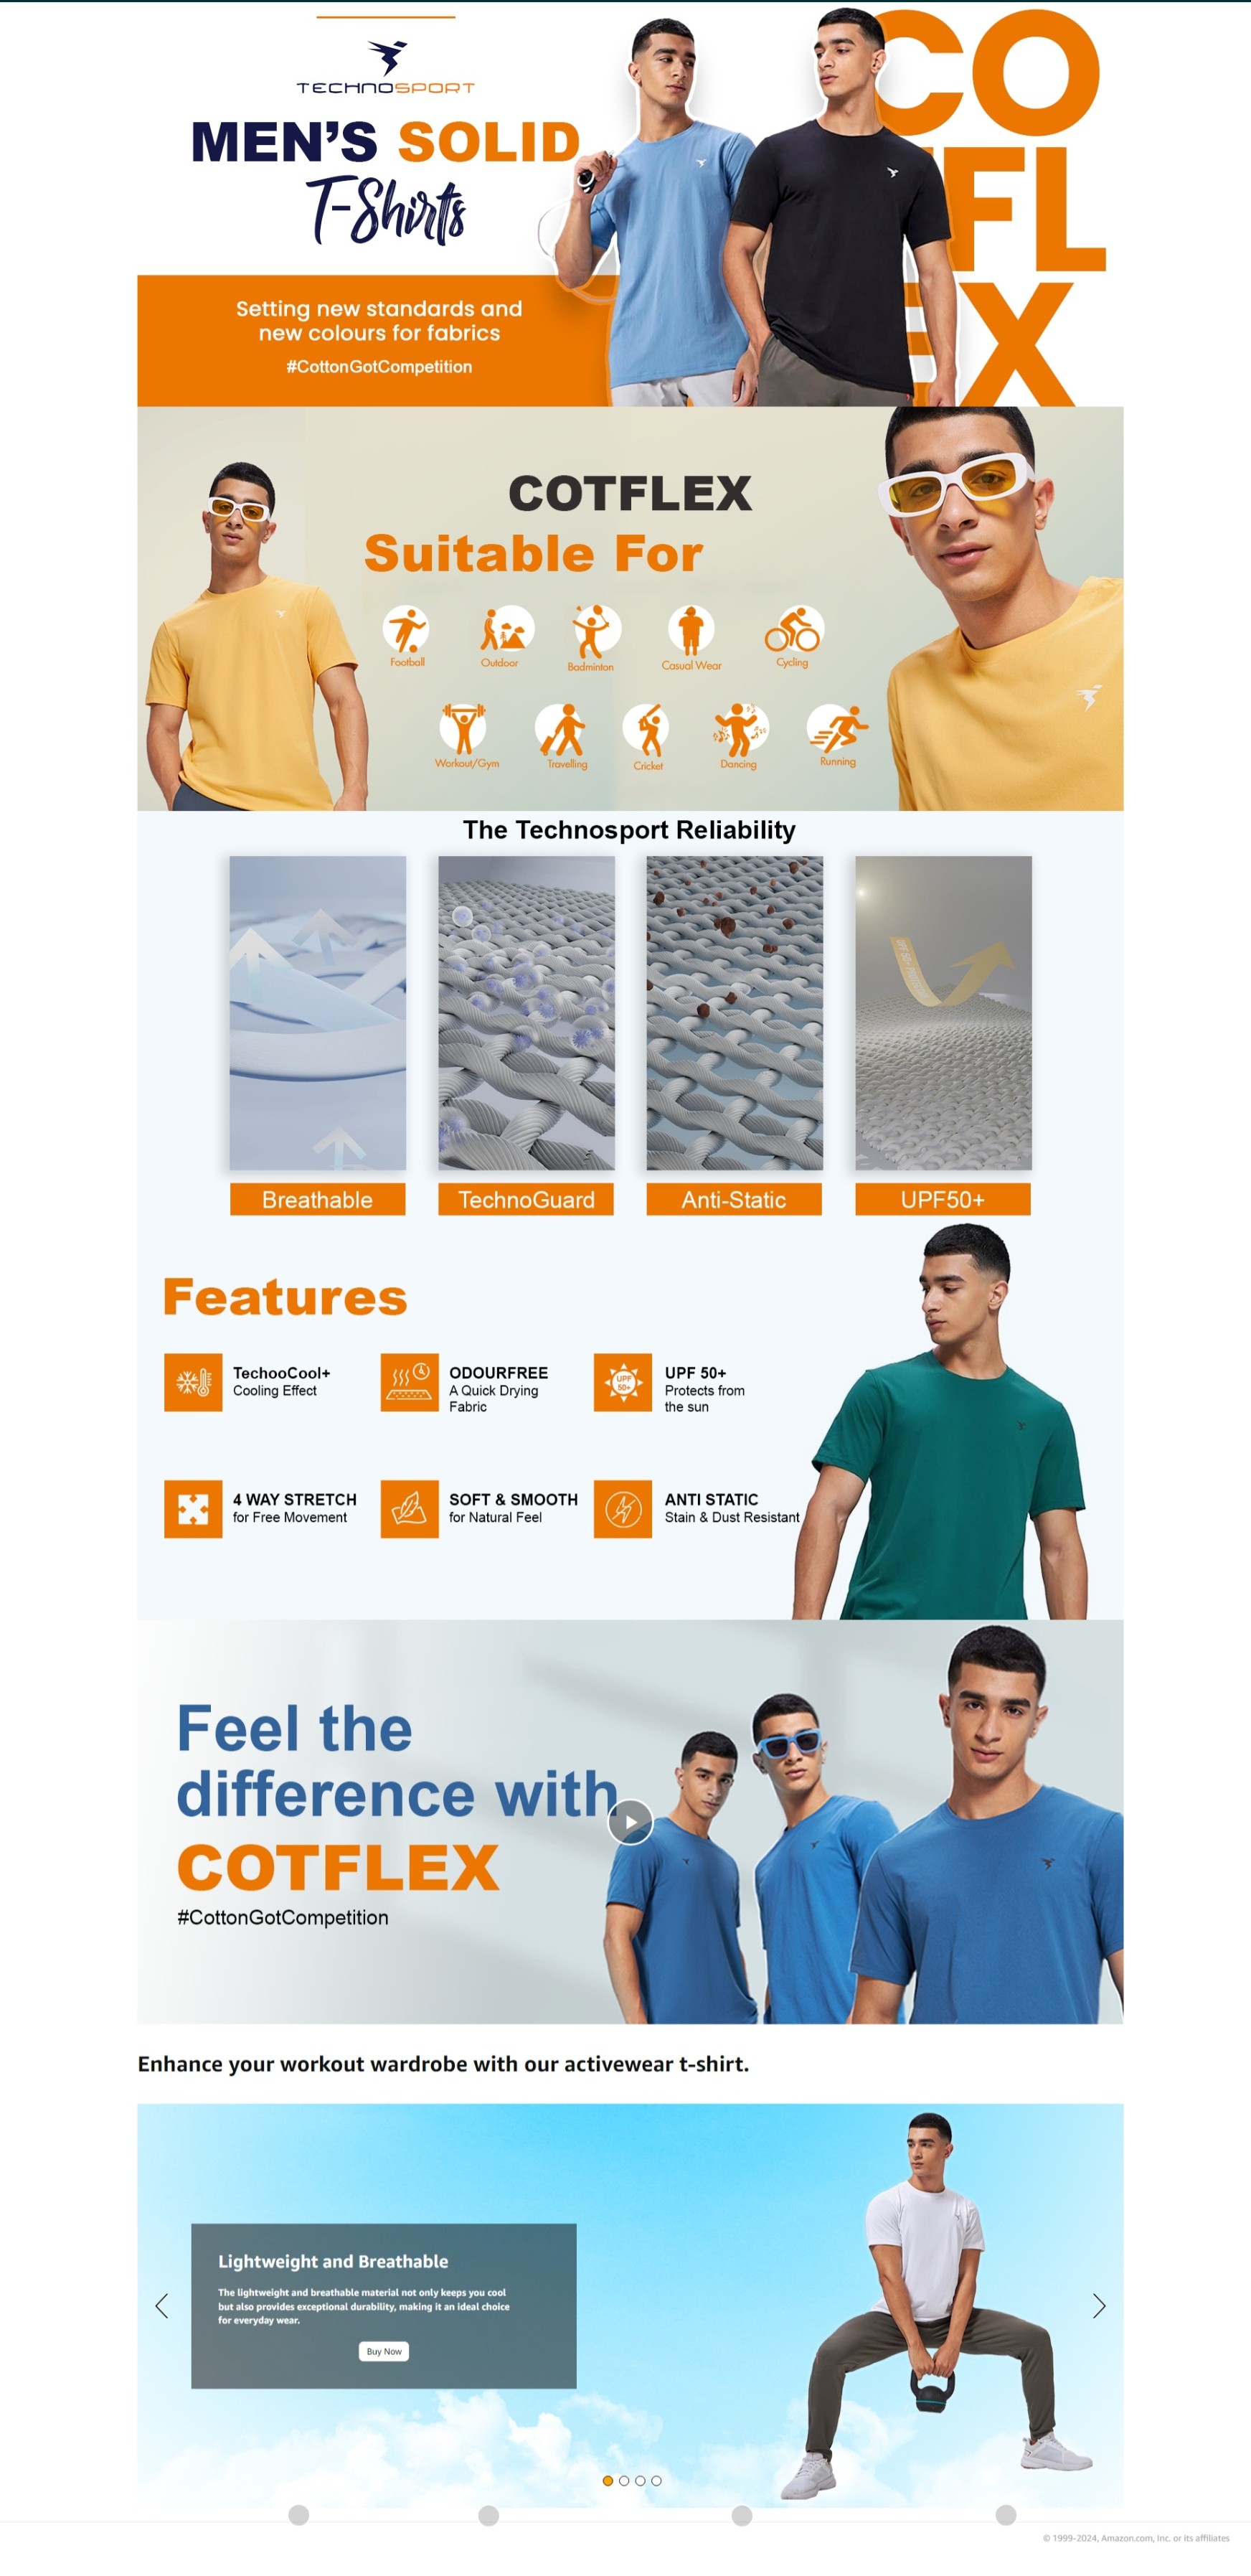 TECHNOSPORT
MEN'S SOLID
T-Shirts
CO
FL
EX
Setting new standards and
new colours for fabrics
#CottonGotCompetition
COTFLEX
Suitable For
Football
Outdoor
Badminton
Casual Wear
Cycling
Workout/Gym
Travelling
Cricket
Dancing
Running
The Technosport Reliability
Breathable
TechnoGuard
Anti-Static
UPF50+
Features
TechooCool+
Cooling Effect
ODOURFREE
A Quick Drying
Fabric
UPF
50+
UPF 50+
Protects from
the sun
4 WAY STRETCH
for Free Movement
SOFT & SMOOTH
for Natural Feel
ANTI STATIC
Stain & Dust Resistant
Feel the
difference with
COTFLEX
#CottonGotCompetition
Enhance your workout wardrobe with our activewear t-shirt.
Lightweight and Breathable
The lightweight and breathable material not only keeps you cool
but also provides exceptional durability, making it an ideal choice
for everyday wear.
Buy Now
© 1999-2024, Amazon.com, Inc. or its affiliates